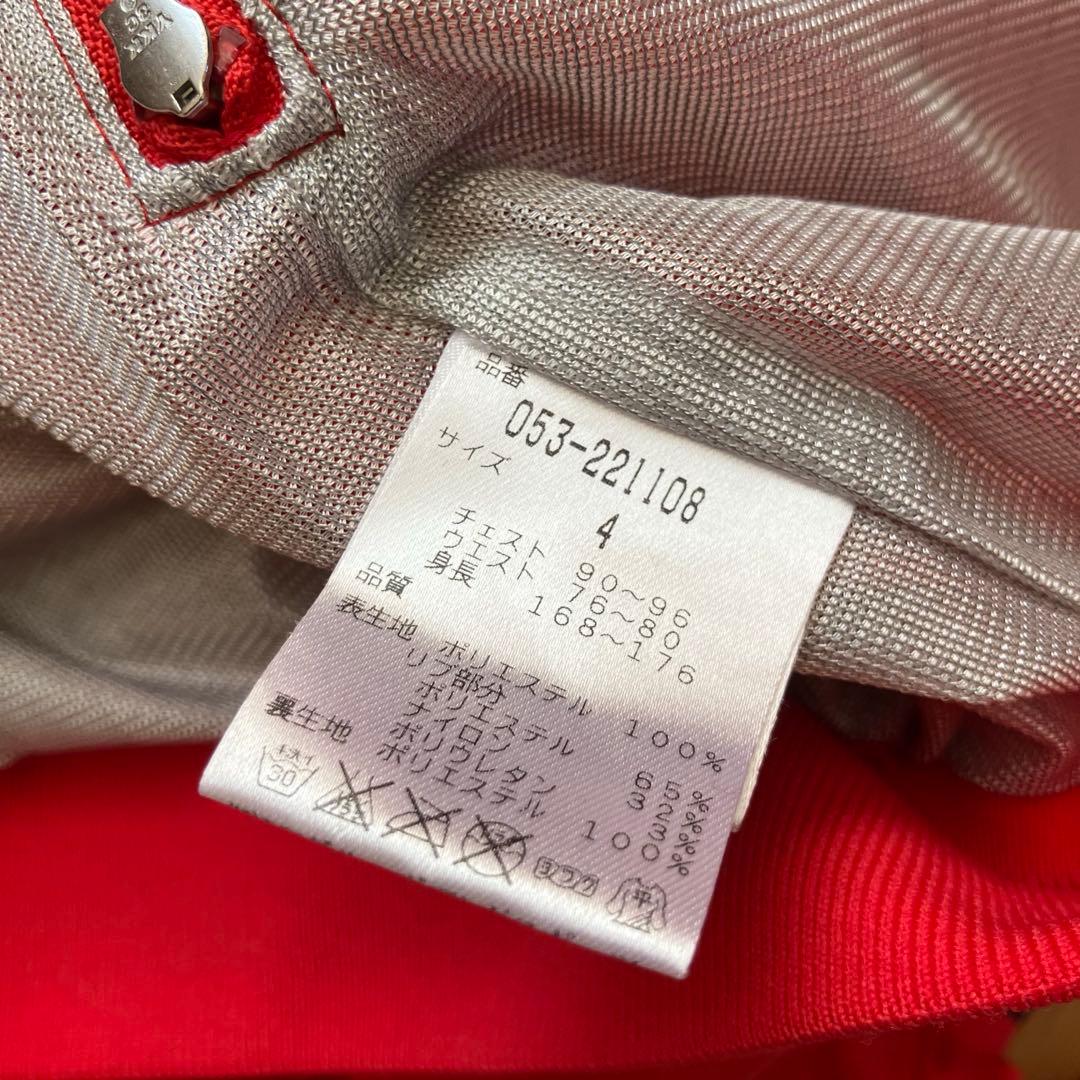 YKK
品番
053-221108
サイズ
4
チェスト 90〜96
ウエスト 76〜80
身長 168〜176
品質
表生地 ポリエステル 100%
リブ部分
ポリエステル 65%
ナイロン 32%
ポリウレタン 3%
裏生地 ポリエステル 100%
30
平